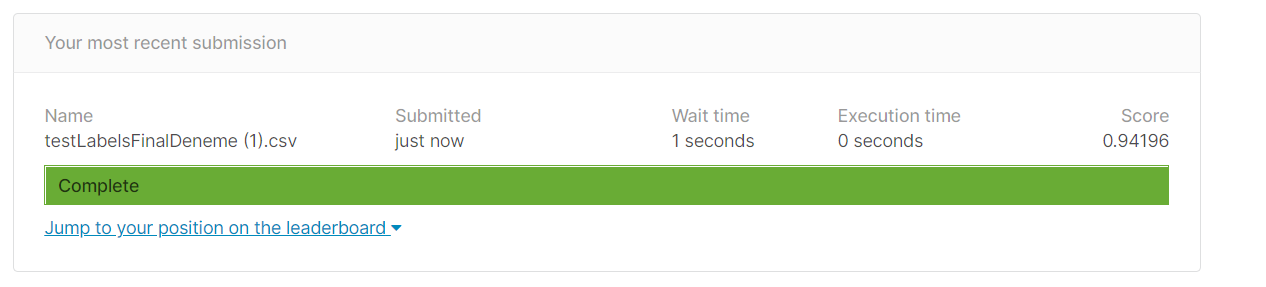 Your most recent submission
Name Submitted Wait time Execution time Score
testLabelsFinalDeneme (1).csv just now 1 seconds 0 seconds 0.94196
Complete
Jump to your position on the leaderboard